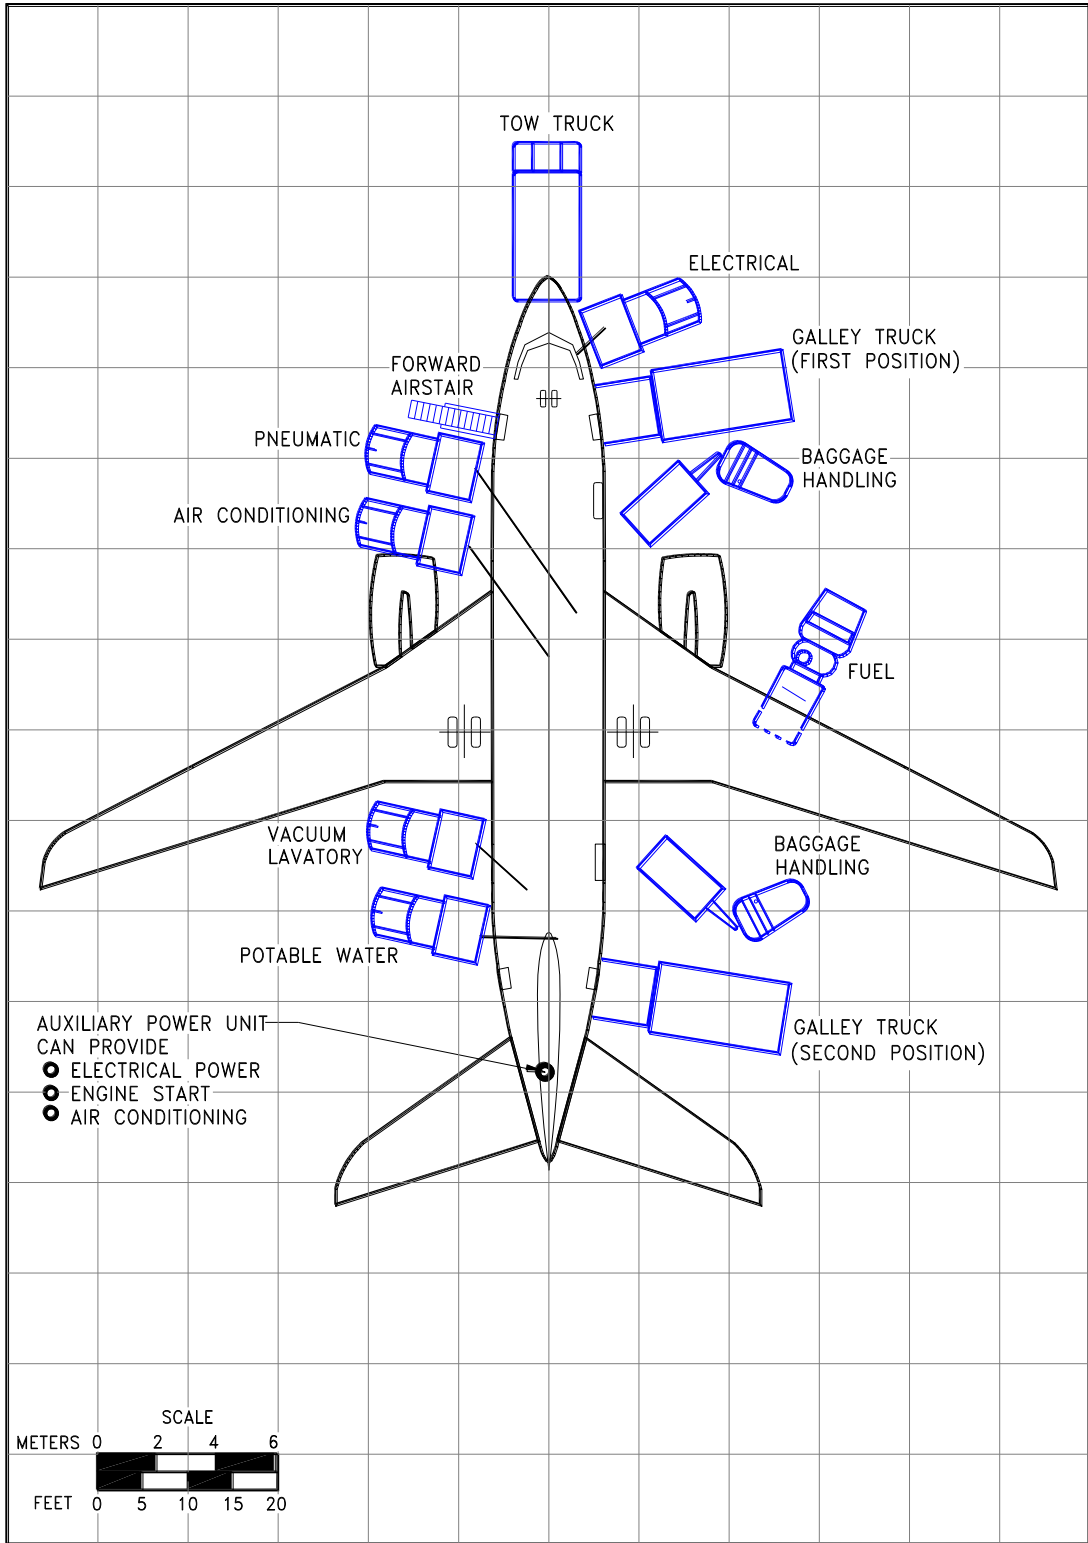 TOW TRUCK
ELECTRICAL
GALLEY TRUCK
(FIRST POSITION)
FORWARD
AIRSTAIR
PNEUMATIC
BAGGAGE
HANDLING
AIR CONDITIONING
FUEL
VACUUM
LAVATORY
BAGGAGE
HANDLING
POTABLE WATER
AUXILIARY POWER UNIT
CAN PROVIDE
ELECTRICAL POWER
ENGINE START
AIR CONDITIONING
GALLEY TRUCK
(SECOND POSITION)
SCALE
METERS 0 2 4 6
FEET 0 5 10 15 20